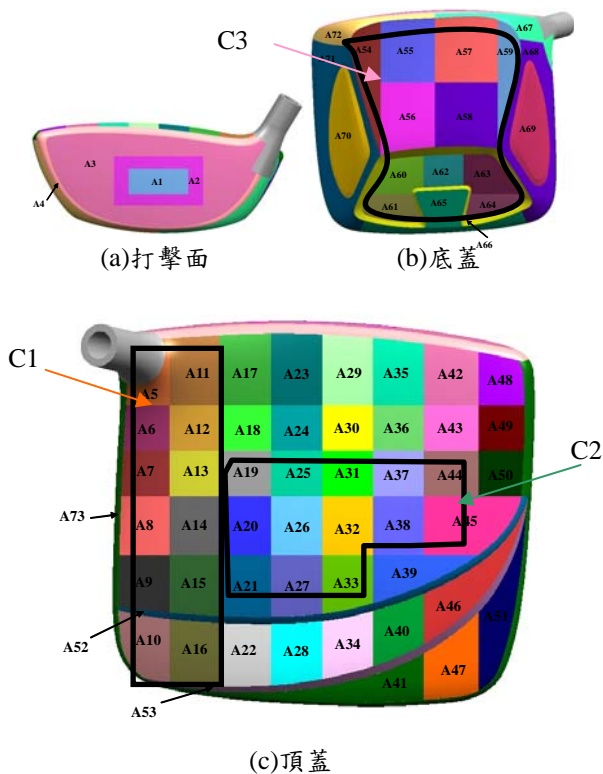 A72
A67
C3
A54 A55 A57 A59
A71 A68
A3 A1 A2
A4
A56 A58
A70 A69
A60 A62 A63
A61 A65 A64
A66
(a)打擊面 (b)底蓋
C1
A5 A11 A17 A23 A29 A35 A42 A48
A6 A12 A18 A24 A30 A36 A43 A49
A7 A13 A19 A25 A31 A37 A44 A50
C2
A73
A8 A14 A20 A26 A32 A38 A45
A9 A15 A21 A27 A33 A39
A52
A10 A16 A22 A28 A34 A40 A46 A51
A53
A41 A47
(c)頂蓋